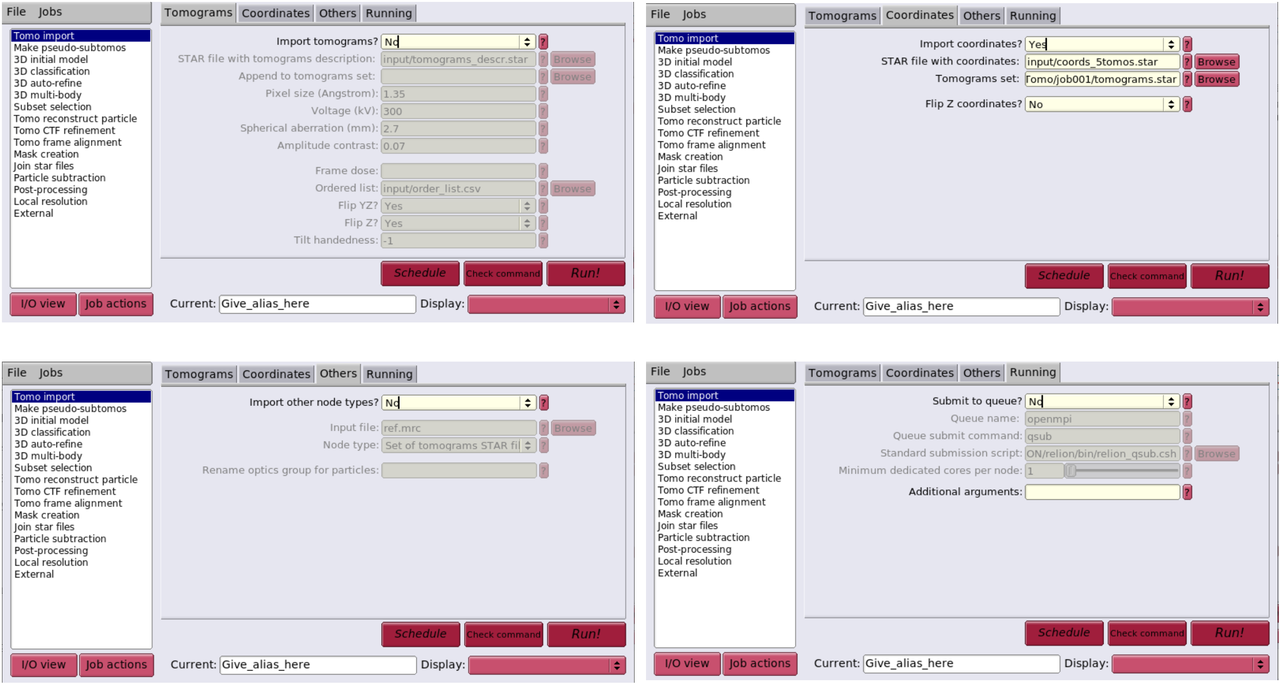 File Jobs
Tomo import
Make pseudo-subtomos
3D initial model
3D classification
3D auto-refine
3D multi-body
Subset selection
Tomo reconstruct particle
Tomo CTF refinement
Tomo frame alignment
Mask creation
Join star files
Particle subtraction
Post-processing
Local resolution
External
I/O view Job actions
Tomograms Coordinates Others Running
Import tomograms? No ?
STAR file with tomograms description: input/tomograms_descr.star ? Browse
Append to tomograms set: ? Browse
Pixel size (Angstrom): 1.35 ?
Voltage (kV): 300 ?
Spherical aberration (mm): 2.7 ?
Amplitude contrast: 0.07 ?
Frame dose: ?
Ordered list: input/order_list.csv ? Browse
Flip YZ? Yes ?
Flip Z? Yes ?
Tilt handedness: -1 ?
Schedule Check command Run!
Current: Give_alias_here Display:
File Jobs
Tomo import
Make pseudo-subtomos
3D initial model
3D classification
3D auto-refine
3D multi-body
Subset selection
Tomo reconstruct particle
Tomo CTF refinement
Tomo frame alignment
Mask creation
Join star files
Particle subtraction
Post-processing
Local resolution
External
I/O view Job actions
Tomograms Coordinates Others Running
Import coordinates? Yes ?
STAR file with coordinates: input/coords_5tomos.star ? Browse
Tomograms set: Tomo/job001/tomograms.star ? Browse
Flip Z coordinates? No ?
Schedule Check command Run!
Current: Give_alias_here Display:
File Jobs
Tomo import
Make pseudo-subtomos
3D initial model
3D classification
3D auto-refine
3D multi-body
Subset selection
Tomo reconstruct particle
Tomo CTF refinement
Tomo frame alignment
Mask creation
Join star files
Particle subtraction
Post-processing
Local resolution
External
I/O view Job actions
Tomograms Coordinates Others Running
Import other node types? No ?
Input file: ref.mrc ? Browse
Node type: Set of tomograms STAR fi ?
Rename optics group for particles: ?
Schedule Check command Run!
Current: Give_alias_here Display:
File Jobs
Tomo import
Make pseudo-subtomos
3D initial model
3D classification
3D auto-refine
3D multi-body
Subset selection
Tomo reconstruct particle
Tomo CTF refinement
Tomo frame alignment
Mask creation
Join star files
Particle subtraction
Post-processing
Local resolution
External
I/O view Job actions
Tomograms Coordinates Others Running
Submit to queue? No ?
Queue name: openmpi ?
Queue submit command: qsub ?
Standard submission script: ON/relion/bin/relion_qsub.csh ? Browse
Minimum dedicated cores per node: 1 ?
Additional arguments: ?
Schedule Check command Run!
Current: Give_alias_here Display: